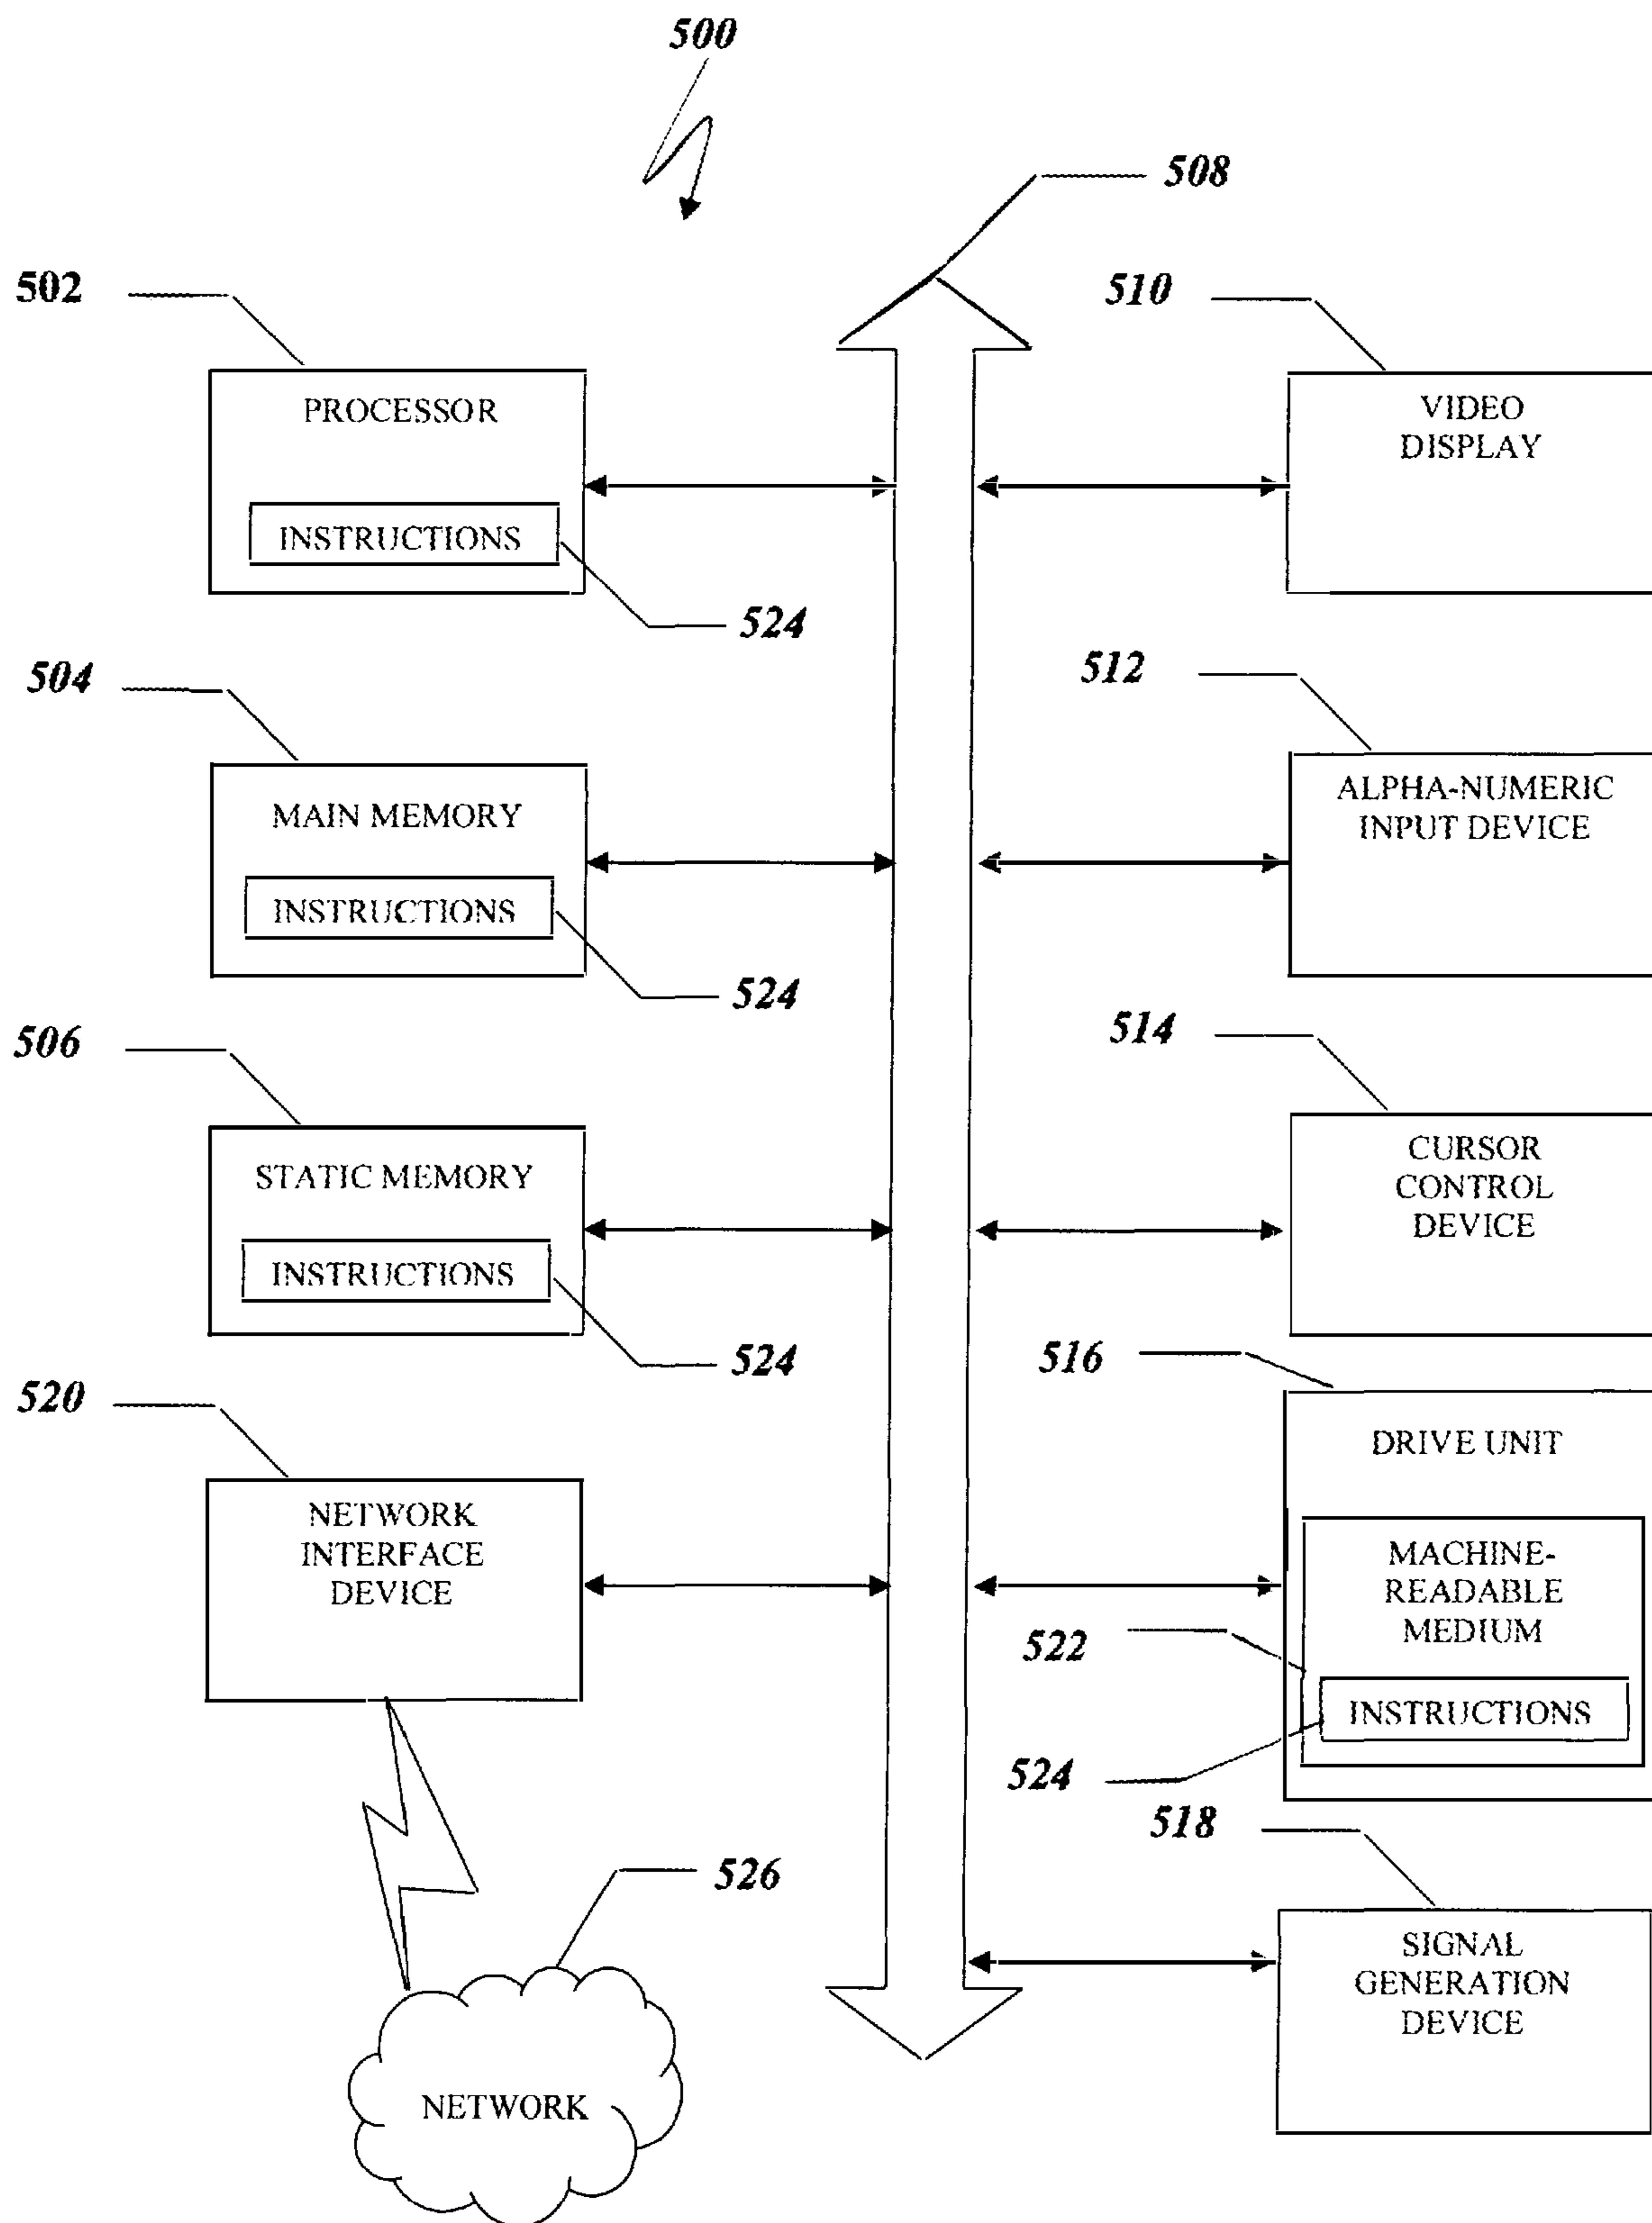 500
508
502
510
PROCESSOR
INSTRUCTIONS
524
VIDEO
DISPLAY
504
512
MAIN MEMORY
INSTRUCTIONS
524
ALPHA-NUMERIC
INPUT DEVICE
506
514
STATIC MEMORY
INSTRUCTIONS
524
CURSOR
CONTROL
DEVICE
520
516
NETWORK
INTERFACE
DEVICE
DRIVE UNIT
MACHINE-
READABLE
MEDIUM
522
INSTRUCTIONS
524
518
526
NETWORK
SIGNAL
GENERATION
DEVICE